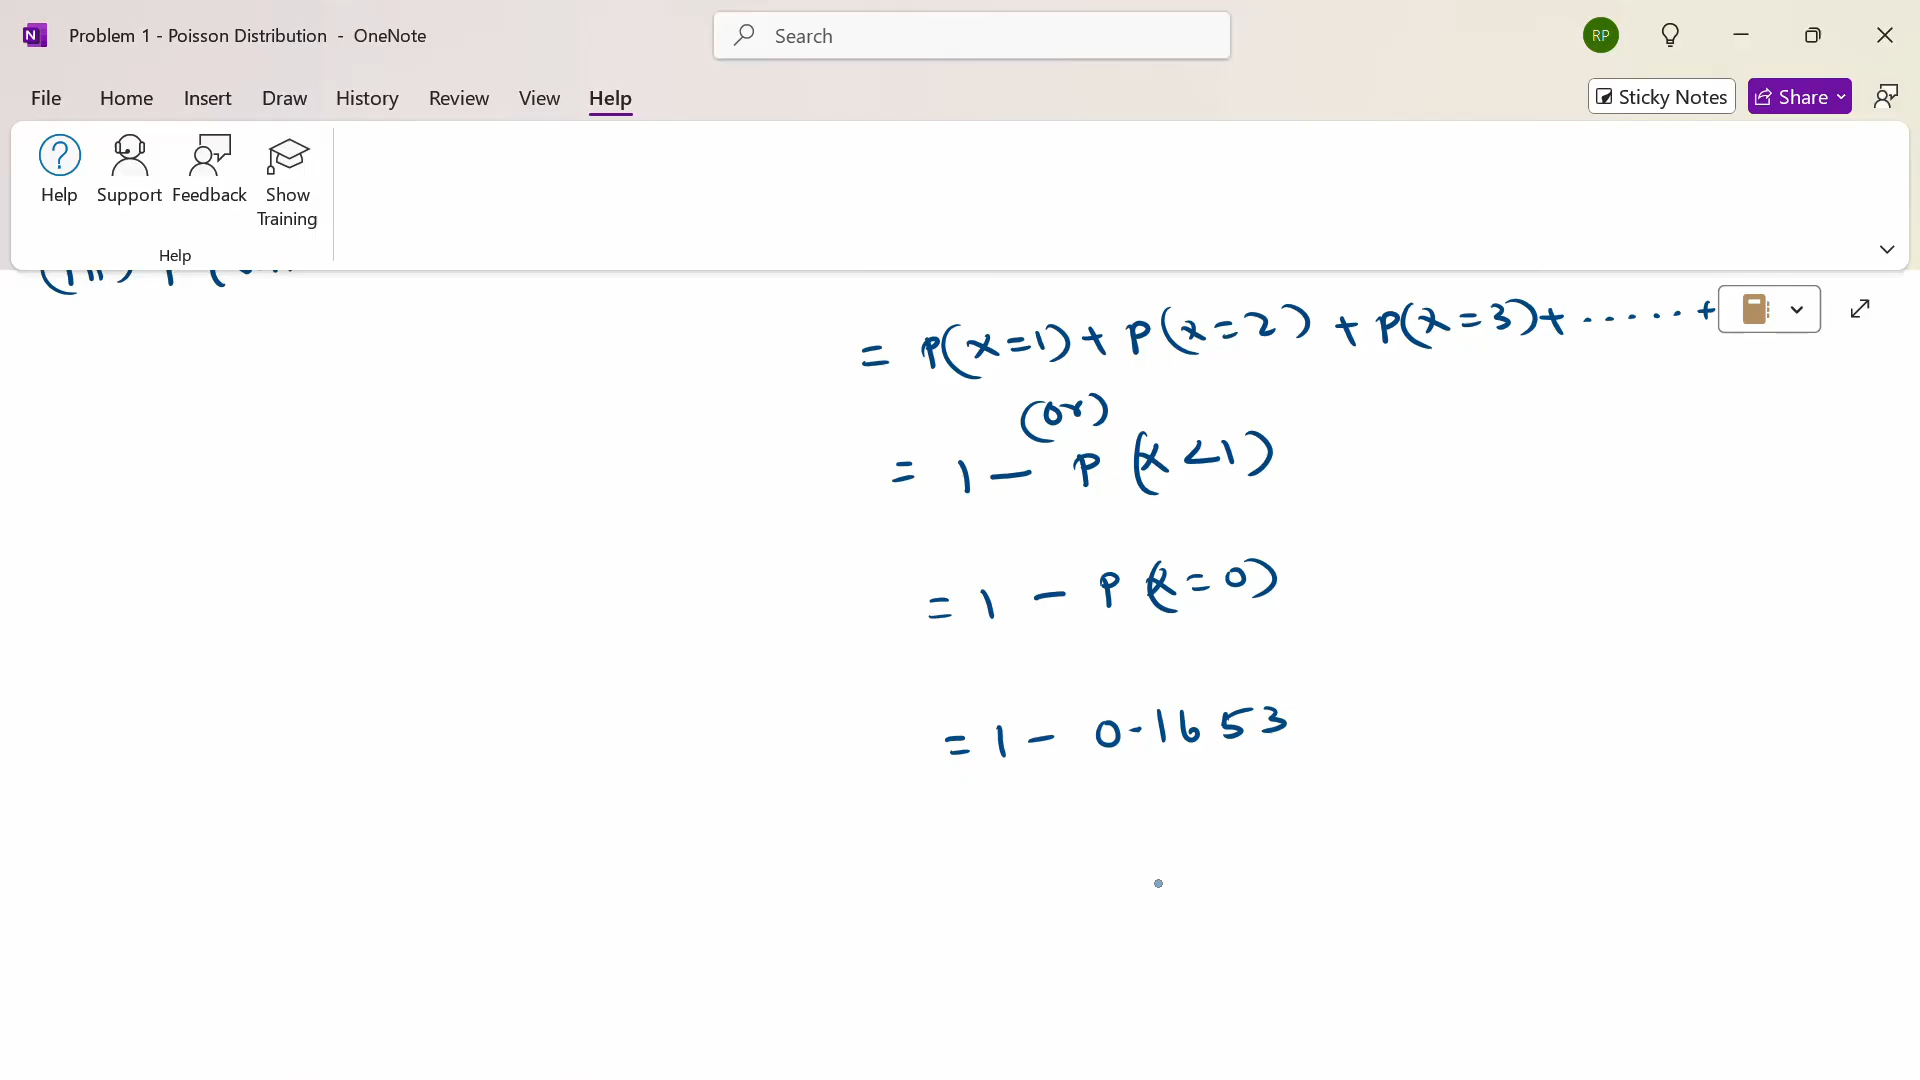 Problem 1 - Poisson Distribution - OneNote
Search
RP
File Home Insert Draw History Review View Help
Sticky Notes Share
Help Support Feedback Show Training
Help
(iii) P(
= P(x=1) + P(x=2) + P(x=3) + ..... +
(or)
= 1 - P (x < 1)
= 1 - P (x = 0)
= 1 - 0.1653